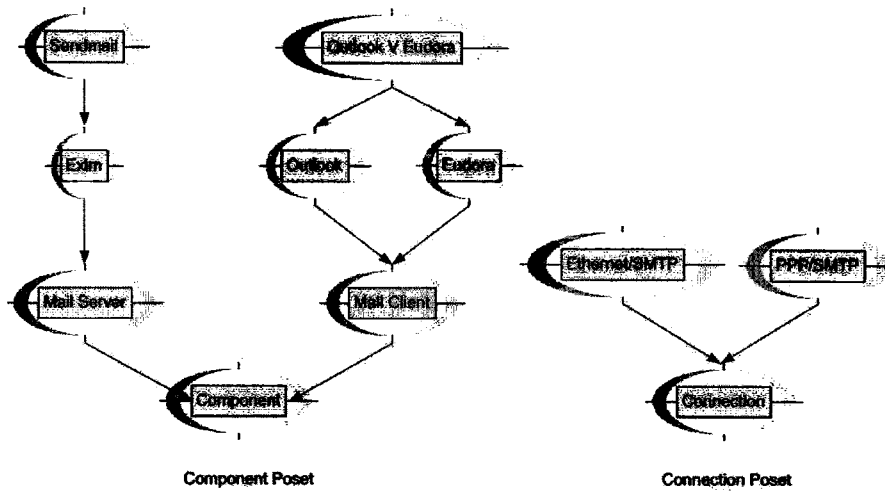 Sendmail
Outlook V Eudora
Exim
Outlook
Eudora
Ethernet/SMTP
PPP/SMTP
Mail Server
Mail Client
Component
Connection
Component Poset
Connection Poset